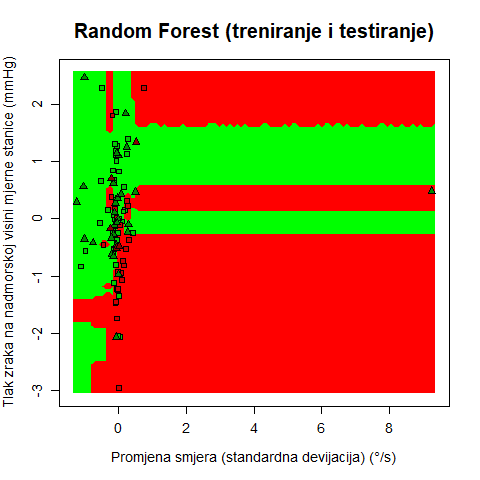 Random Forest (treniranje i testiranje)
Tlak zraka na nadmorskoj visini mjerne stanice (mmHg)
2
1
0
-1
-2
-3
0 2 4 6 8
Promjena smjera (standardna devijacija) (°/s)